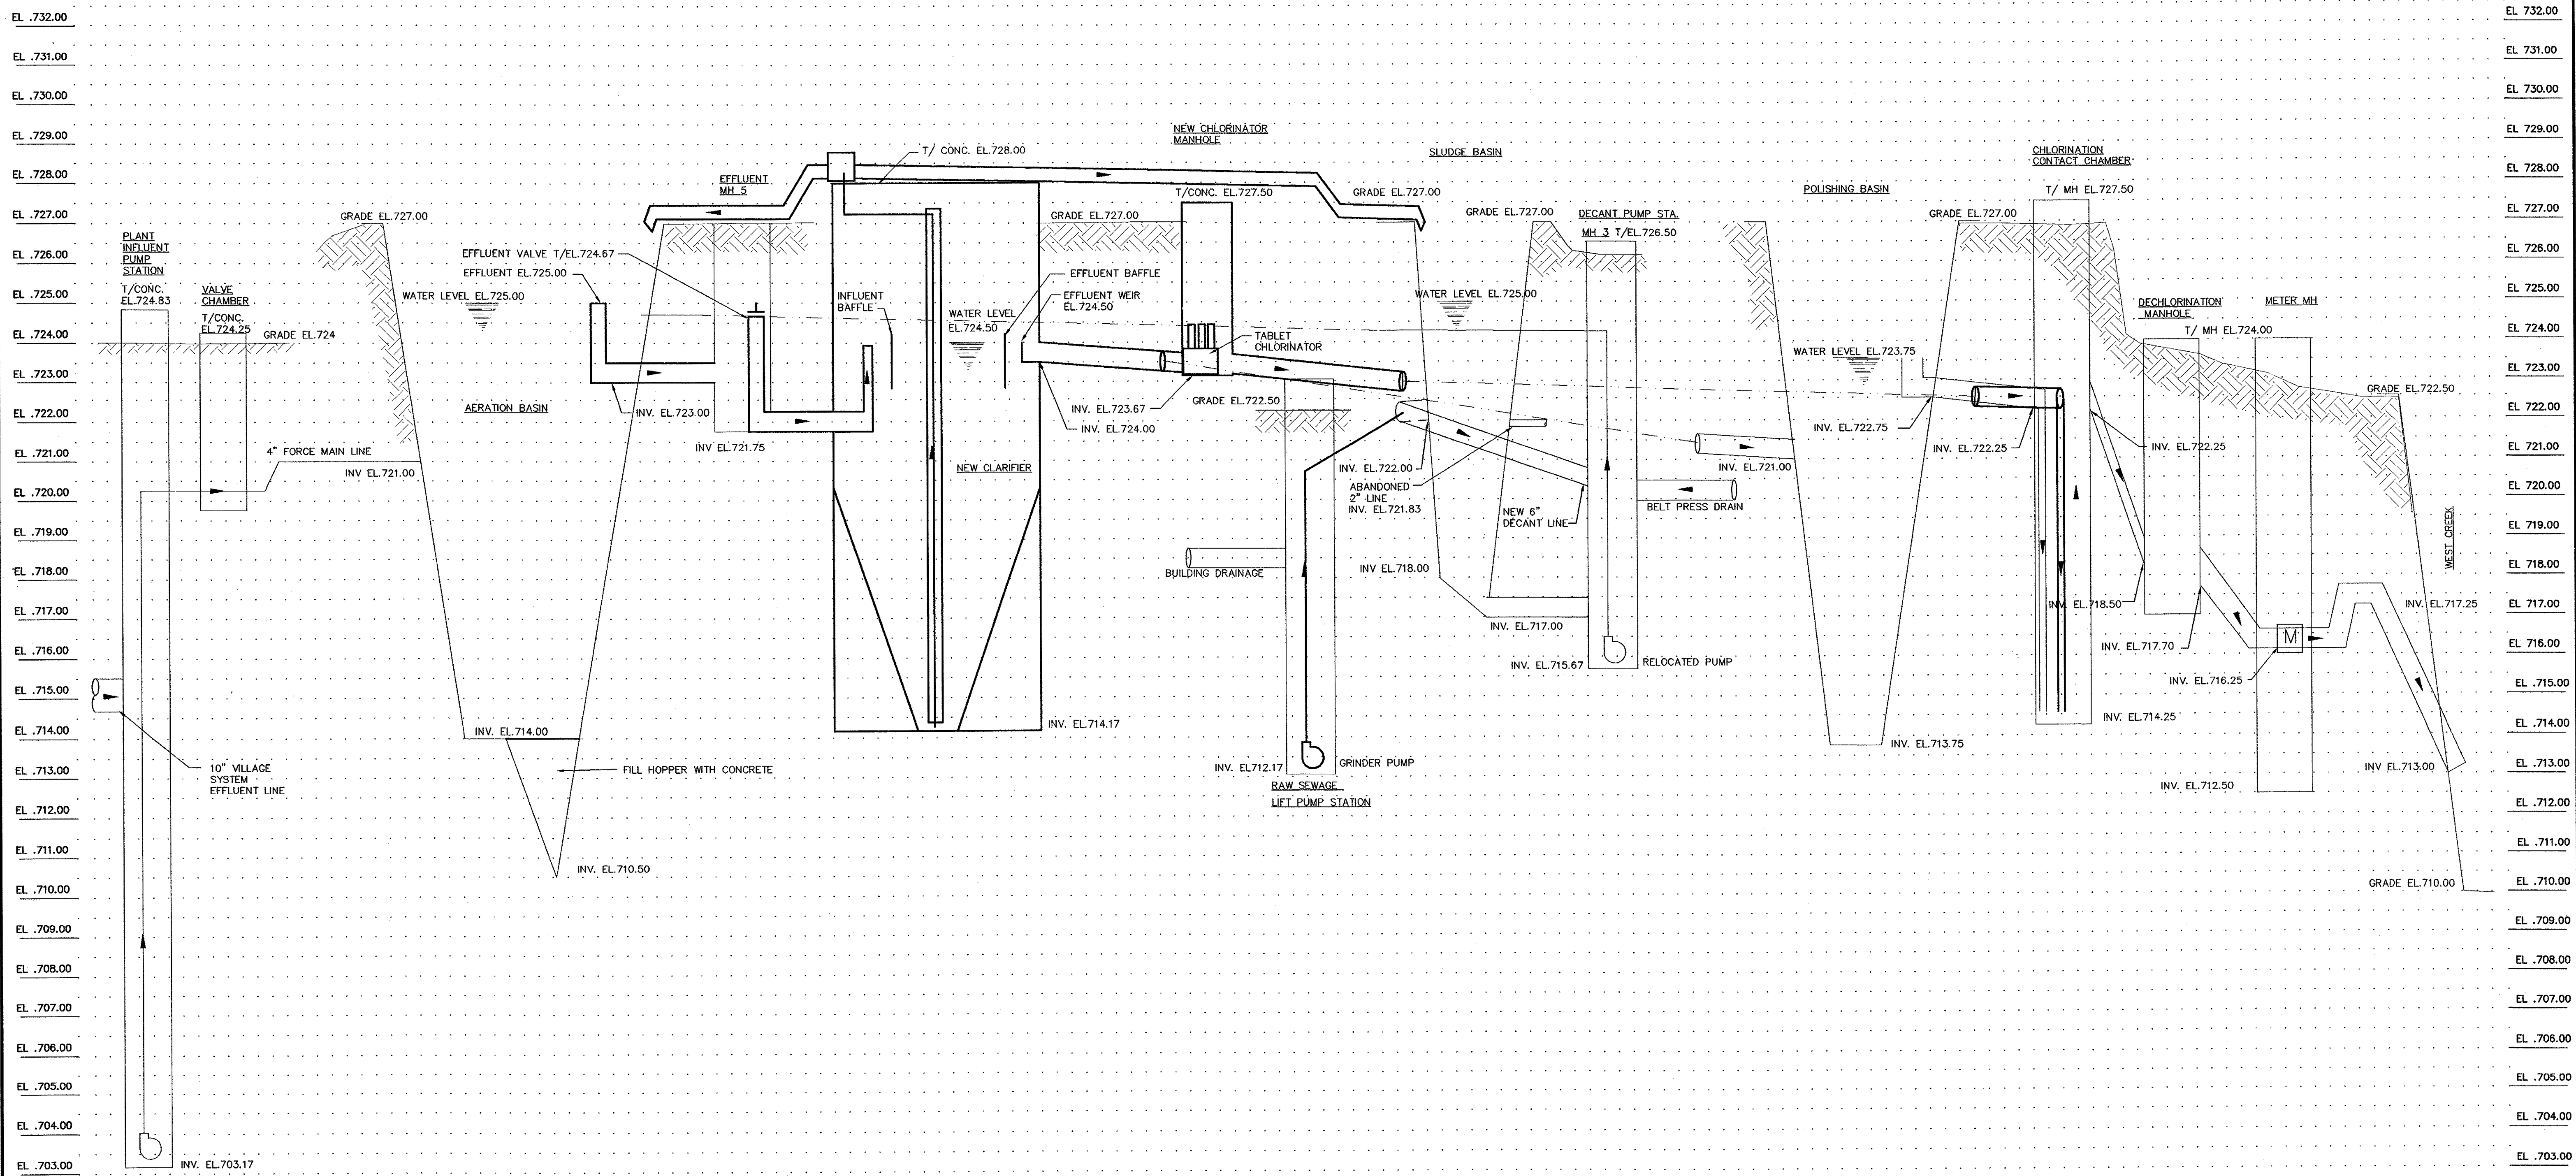 EL .732.00
EL .731.00
EL .730.00
EL .729.00
EL .728.00
EL .727.00
EL .726.00
EL .725.00
EL .724.00
EL .723.00
EL .722.00
EL .721.00
EL .720.00
EL .719.00
EL .718.00
EL .717.00
EL .716.00
EL .715.00
EL .714.00
EL .713.00
EL .712.00
EL .711.00
EL .710.00
EL .709.00
EL .708.00
EL .707.00
EL .706.00
EL .705.00
EL .704.00
EL .703.00
PLANT
INFLUENT
PUMP
STATION
T/CONC.
EL.724.83
VALVE
CHAMBER
T/CONC.
EL.724.25
GRADE EL.724
4" FORCE MAIN LINE
INV EL.721.00
10" VILLAGE
SYSTEM
EFFLUENT LINE
INV. EL.703.17
GRADE EL.727.00
WATER LEVEL EL.725.00
AERATION BASIN
INV. EL.714.00
FILL HOPPER WITH CONCRETE
INV. EL.710.50
EFFLUENT VALVE T/EL.724.67
EFFLUENT EL.725.00
INV. EL.723.00
EFFLUENT
MH 5
INV EL.721.75
T/ CONC. EL.728.00
INFLUENT
BAFFLE
WATER LEVEL
EL.724.50
NEW CLARIFIER
INV. EL.714.17
GRADE EL.727.00
EFFLUENT BAFFLE
EFFLUENT WEIR
EL.724.50
INV. EL.723.67
INV. EL.724.00
NEW CHLORINATOR
MANHOLE
T/CONC. EL.727.50
TABLET
CHLORINATOR
GRADE EL.722.50
BUILDING DRAINAGE
INV. EL712.17
GRINDER PUMP
RAW SEWAGE
LIFT PUMP STATION
SLUDGE BASIN
GRADE EL.727.00
WATER LEVEL EL.725.00
INV. EL.722.00
ABANDONED
2" LINE
INV. EL.721.83
INV EL.718.00
INV. EL.717.00
GRADE EL.727.00
DECANT PUMP STA.
MH 3 T/EL.726.50
NEW 6"
DECANT LINE
INV. EL.715.67
RELOCATED PUMP
BELT PRESS DRAIN
INV. EL.721.00
POLISHING BASIN
WATER LEVEL EL.723.75
INV. EL.722.75
INV. EL.713.75
GRADE EL.727.00
CHLORINATION
CONTACT CHAMBER
T/ MH EL.727.50
INV. EL.722.25
INV. EL.722.25
INV. EL.718.50
INV. EL.714.25
DECHLORINATION
MANHOLE
T/ MH EL.724.00
INV. EL.717.70
METER MH
M
INV. EL.716.25
INV. EL.712.50
GRADE EL.722.50
WEST CREEK
INV. EL.717.25
INV EL.713.00
GRADE EL.710.00
EL 732.00
EL 731.00
EL 730.00
EL 729.00
EL 728.00
EL 727.00
EL 726.00
EL 725.00
EL 724.00
EL 723.00
EL 722.00
EL 721.00
EL 720.00
EL 719.00
EL 718.00
EL 717.00
EL 716.00
EL .715.00
EL .714.00
EL .713.00
EL .712.00
EL .711.00
EL .710.00
EL .709.00
EL .708.00
EL .707.00
EL .706.00
EL .705.00
EL .704.00
EL .703.00